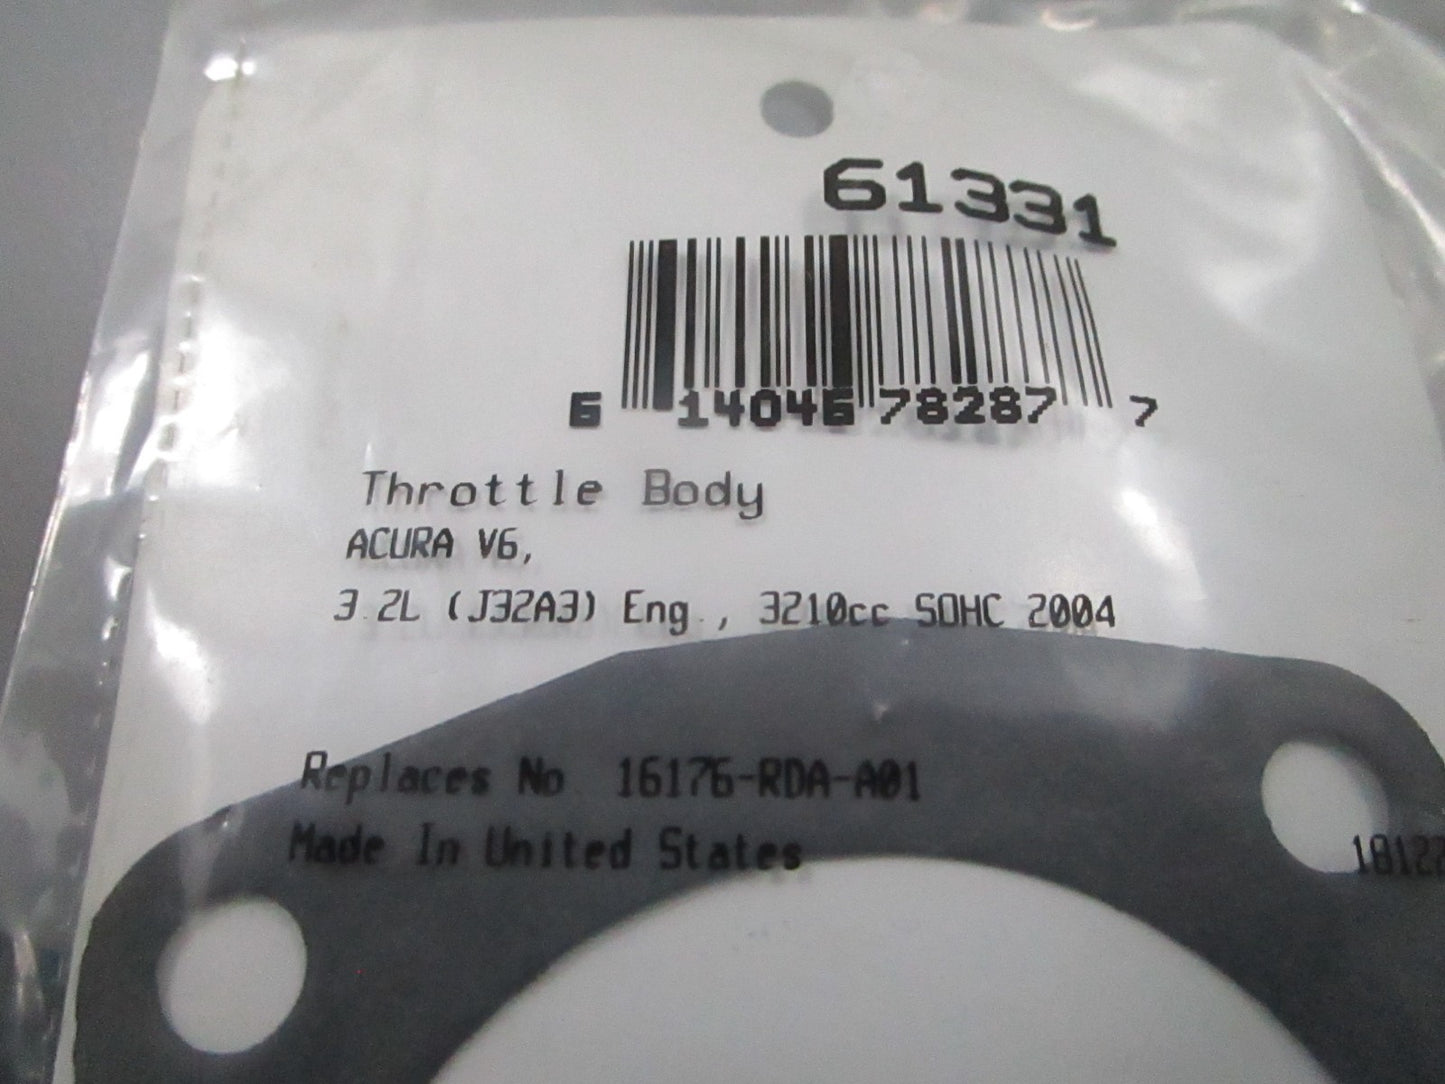 61331
6 14046 78287 7
Throttle Body
ACURA V6,
3.2L (J32A3) Eng., 3210cc SOHC 2004
Replaces No 16176-RDA-A01
Made In United States